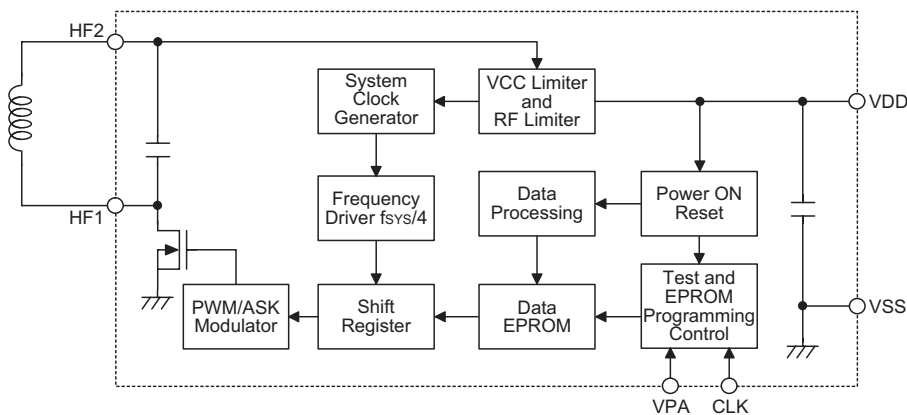 HF2
System
Clock
Generator
VCC Limiter
and
RF Limiter
VDD
HF1
Frequency
Driver fSYS/4
Data
Processing
Power ON
Reset
PWM/ASK
Modulator
Shift
Register
Data
EPROM
Test and
EPROM
Programming
Control
VSS
VPA
CLK